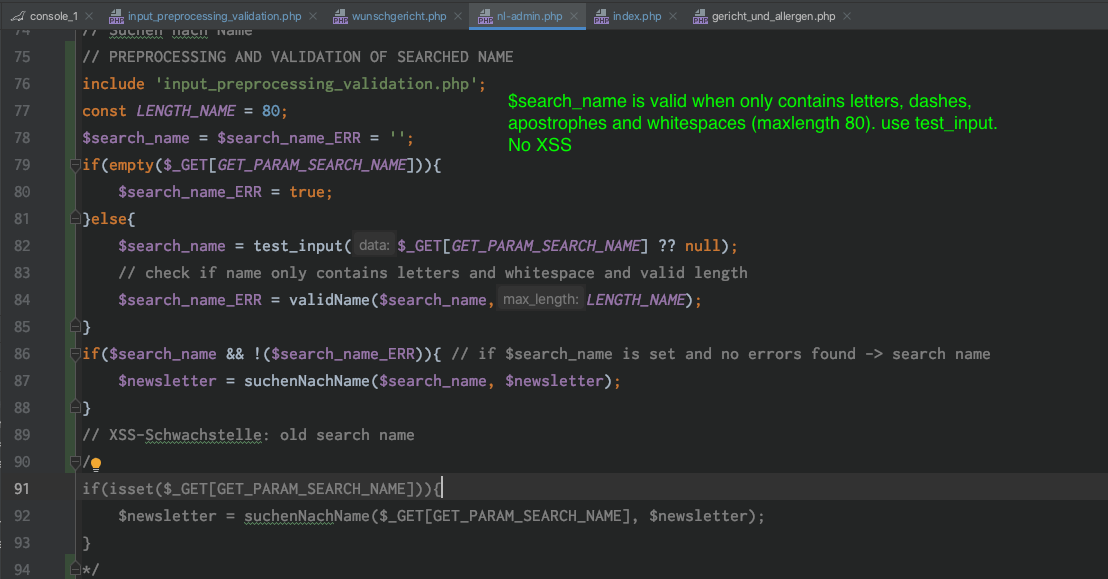 console_1 × input_preprocessing_validation.php × wunschgericht.php × nl-admin.php × index.php × gericht_und_allergen.php ×
74 // Suchen nach Name
75 // PREPROCESSING AND VALIDATION OF SEARCHED NAME
76 include 'input_preprocessing_validation.php';
77 const LENGTH_NAME = 80;
78 $search_name = $search_name_ERR = '';
79 if(empty($_GET[GET_PARAM_SEARCH_NAME])){
80 $search_name_ERR = true;
81 }else{
82 $search_name = test_input( data: $_GET[GET_PARAM_SEARCH_NAME] ?? null);
83 // check if name only contains letters and whitespace and valid length
84 $search_name_ERR = validName($search_name, max_length: LENGTH_NAME);
85 }
86 if($search_name && !($search_name_ERR)){ // if $search_name is set and no errors found -> search name
87 $newsletter = suchenNachName($search_name, $newsletter);
88 }
89 // XSS-Schwachstelle: old search name
90 /
91 if(isset($_GET[GET_PARAM_SEARCH_NAME])){
92 $newsletter = suchenNachName($_GET[GET_PARAM_SEARCH_NAME], $newsletter);
93 }
94 */
$search_name is valid when only contains letters, dashes,
apostrophes and whitespaces (maxlength 80). use test_input.
No XSS